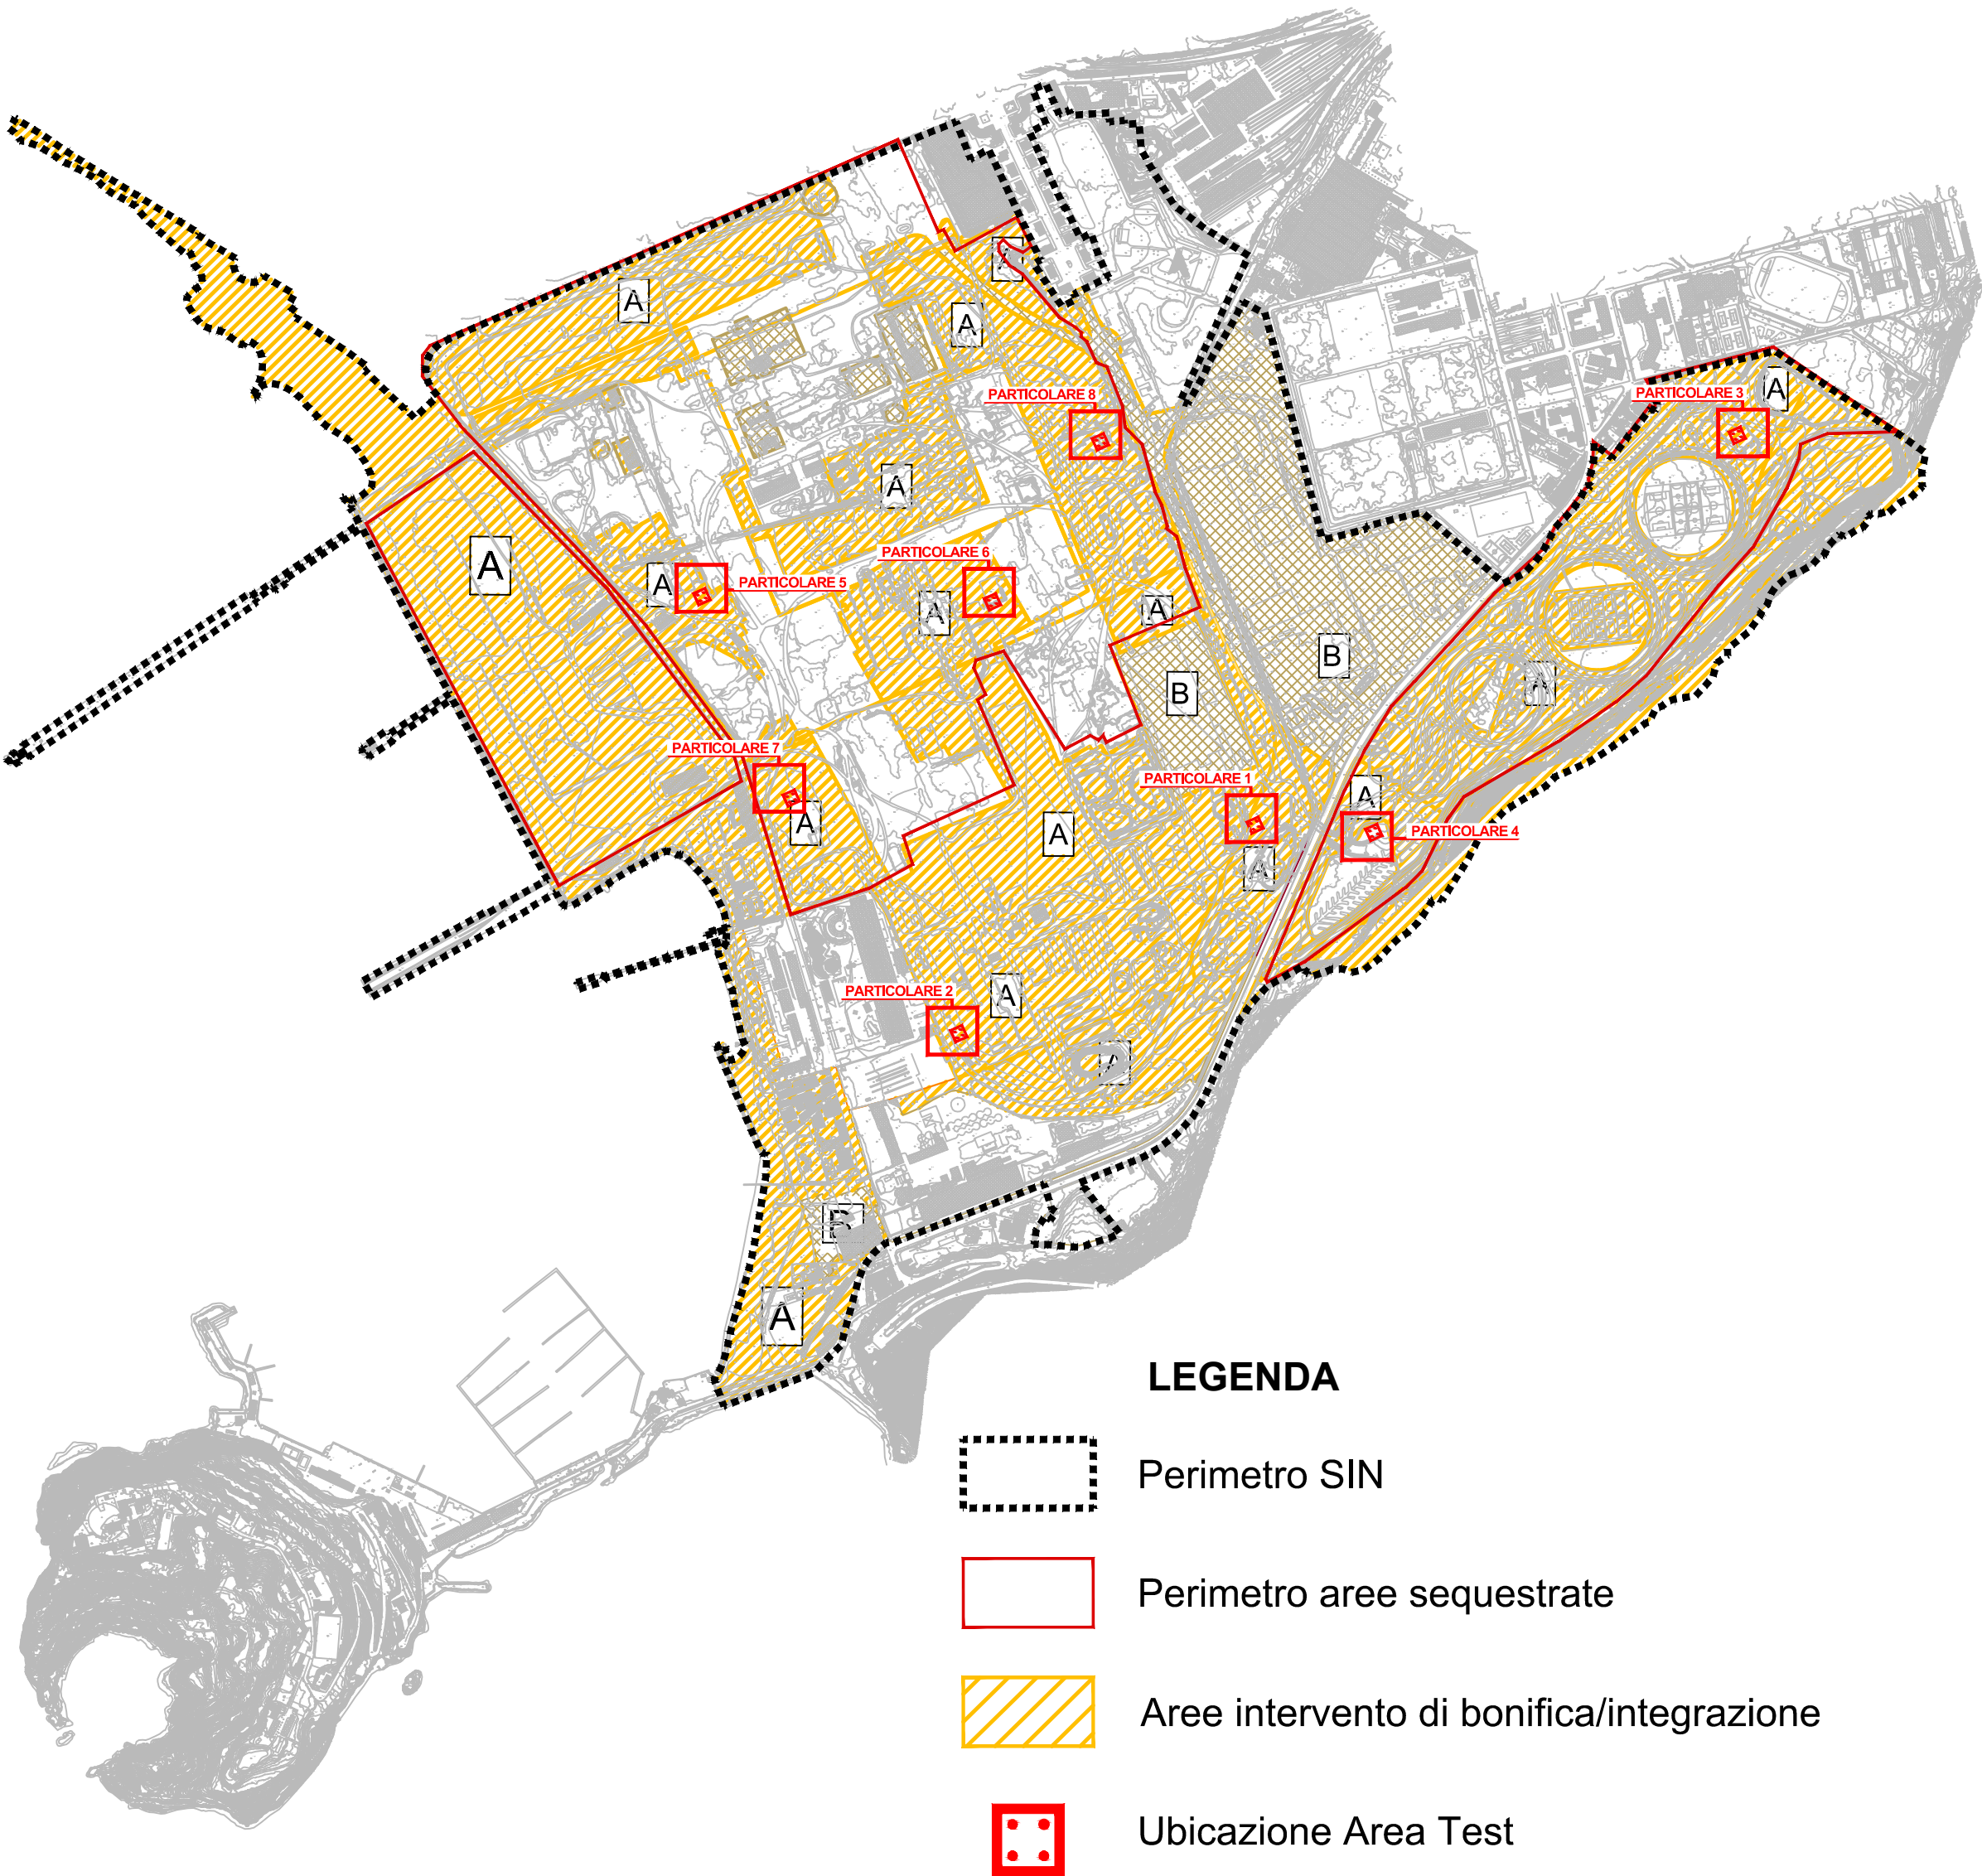 A
A
A
PARTICOLARE 8
PARTICOLARE 3
A
A
A
PARTICOLARE 6
A
PARTICOLARE 5
A
A
B
A
B
PARTICOLARE 7
PARTICOLARE 1
A
A
A
PARTICOLARE 4
A
PARTICOLARE 2
A
A
B
A
LEGENDA
Perimetro SIN
Perimetro aree sequestrate
Aree intervento di bonifica/integrazione
Ubicazione Area Test